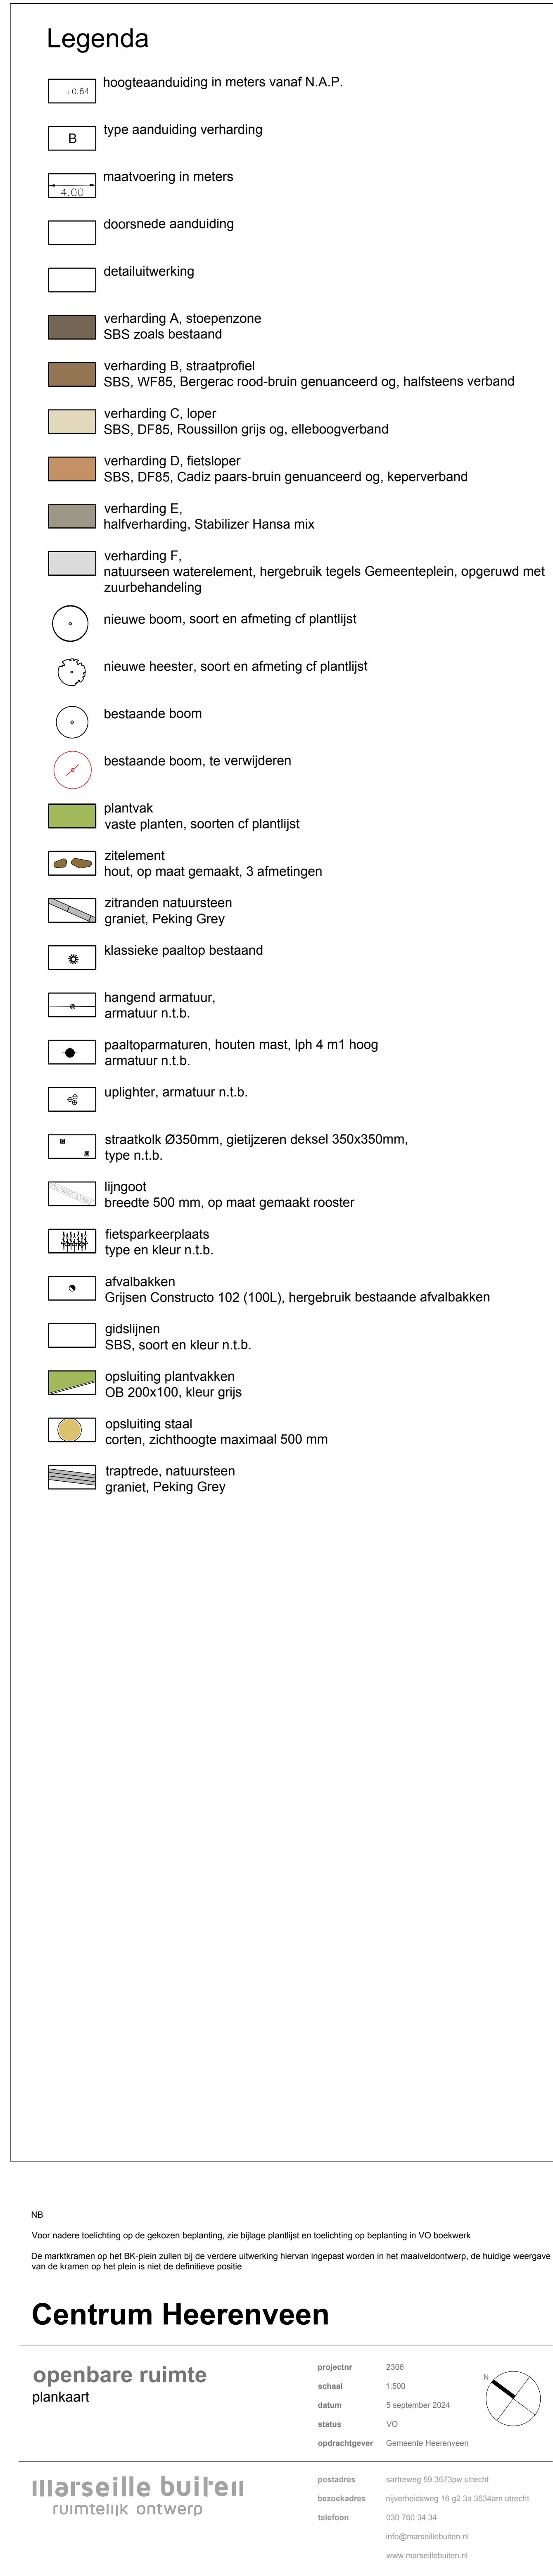 Legenda
+0.84
hoogteaanduiding in meters vanaf N.A.P.
B
type aanduiding verharding
4.00
maatvoering in meters
doorsnede aanduiding
detailuitwerking
verharding A, stoepenzone
SBS zoals bestaand
verharding B, straatprofiel
SBS, WF85, Bergerac rood-bruin genuanceerd og, halfsteens verband
verharding C, loper
SBS, DF85, Roussillon grijs og, elleboogverband
verharding D, fietsloper
SBS, DF85, Cadiz paars-bruin genuanceerd og, keperverband
verharding E,
halfverharding, Stabilizer Hansa mix
verharding F,
natuurseen waterelement, hergebruik tegels Gemeenteplein, opgeruwd met
zuurbehandeling
nieuwe boom, soort en afmeting cf plantlijst
nieuwe heester, soort en afmeting cf plantlijst
bestaande boom
bestaande boom, te verwijderen
plantvak
vaste planten, soorten cf plantlijst
zitelement
hout, op maat gemaakt, 3 afmetingen
zitranden natuursteen
graniet, Peking Grey
klassieke paaltop bestaand
hangend armatuur,
armatuur n.t.b.
paaltoparmaturen, houten mast, lph 4 m1 hoog
armatuur n.t.b.
uplighter, armatuur n.t.b.
straatkolk Ø350mm, gietijzeren deksel 350x350mm,
type n.t.b.
lijngoot
breedte 500 mm, op maat gemaakt rooster
fietsparkeerplaats
type en kleur n.t.b.
afvalbakken
Grijsen Constructo 102 (100L), hergebruik bestaande afvalbakken
gidslijnen
SBS, soort en kleur n.t.b.
opsluiting plantvakken
OB 200x100, kleur grijs
opsluiting staal
corten, zichthoogte maximaal 500 mm
traptrede, natuursteen
graniet, Peking Grey
NB
Voor nadere toelichting op de gekozen beplanting, zie bijlage plantlijst en toelichting op beplanting in VO boekwerk
De marktkramen op het BK-plein zullen bij de verdere uitwerking hiervan ingepast worden in het maaiveldontwerp, de huidige weergave
van de kramen op het plein is niet de definitieve positie
Centrum Heerenveen
openbare ruimte
plankaart
projectnr 2306
schaal 1:500
datum 5 september 2024
status VO
opdrachtgever Gemeente Heerenveen
N
marseille buiten
ruimtelijk ontwerp
postadres sartreweg 59 3573pw utrecht
bezoekadres nijverheidsweg 16 g2 3a 3534am utrecht
telefoon 030 760 34 34
info@marseillebuiten.nl
www.marseillebuiten.nl